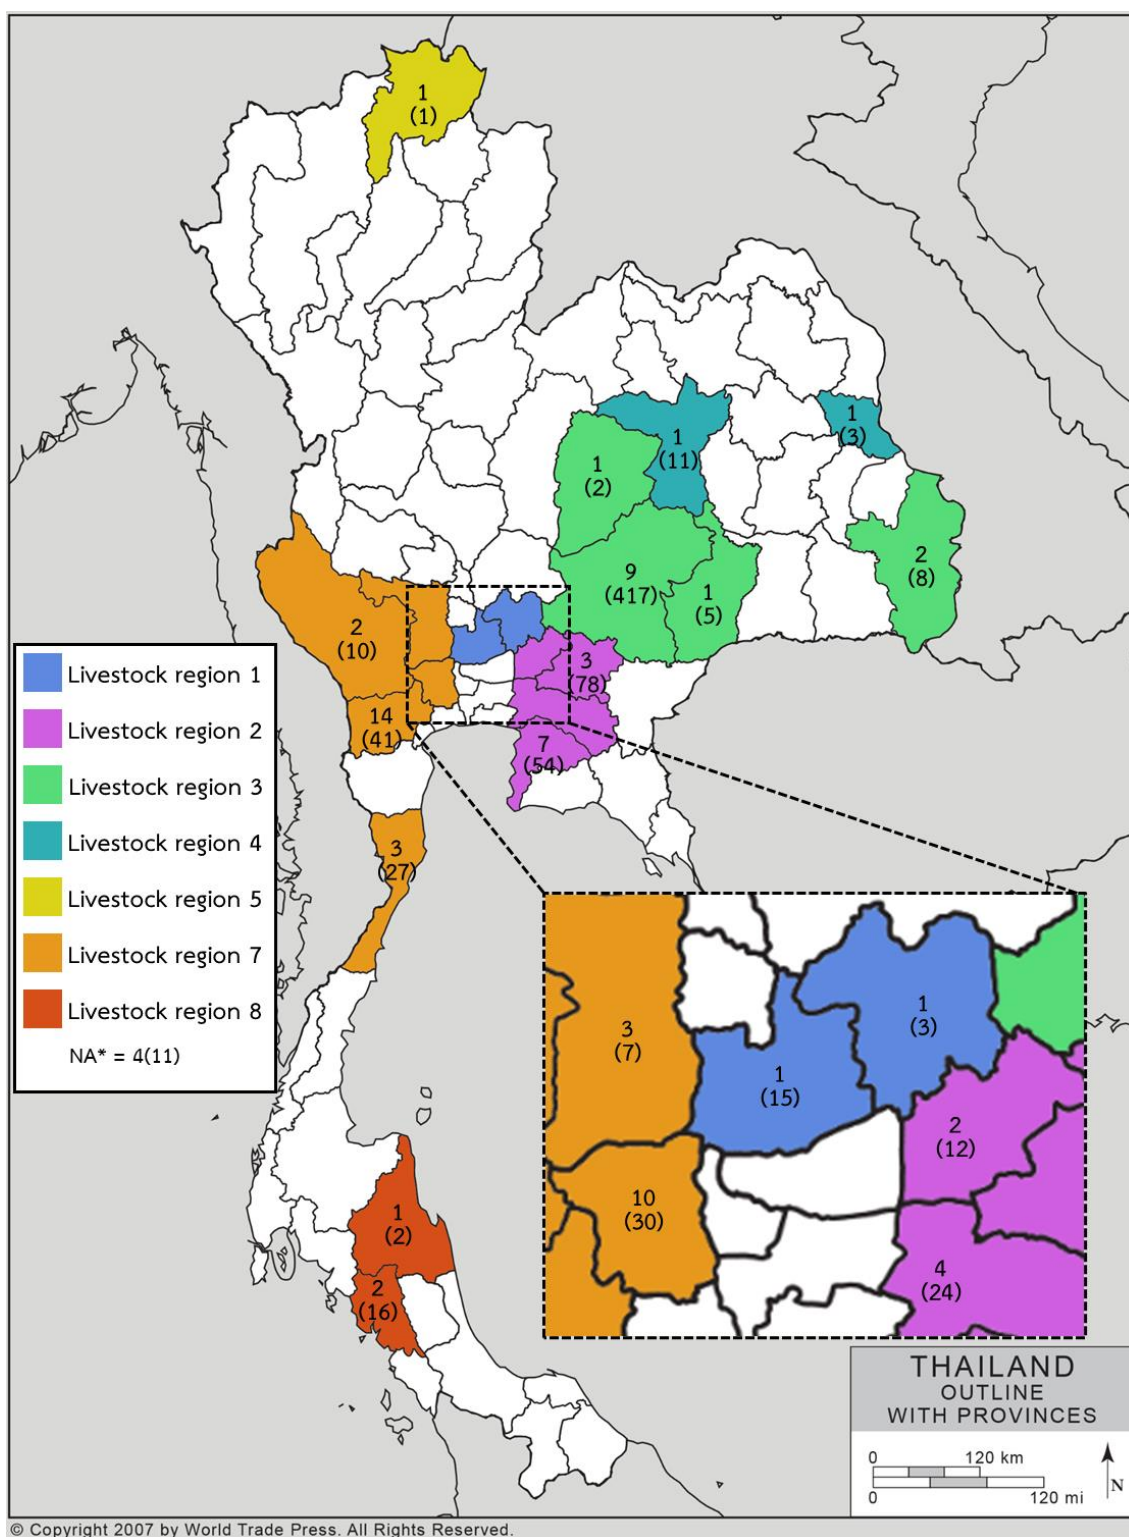 1
(1)
1
(3)
1
(11)
1
(2)
9
(417)
1
(5)
2
(8)
2
(10)
3
(78)
14
(41)
7
(54)
3
(27)
Livestock region 1
Livestock region 2
Livestock region 3
Livestock region 4
Livestock region 5
Livestock region 7
Livestock region 8
NA* = 4(11)
3
(7)
1
(3)
1
(15)
2
(12)
10
(30)
4
(24)
1
(2)
2
(16)
THAILAND
OUTLINE
WITH PROVINCES
0 120 km
0 120 mi
N
© Copyright 2007 by World Trade Press. All Rights Reserved.